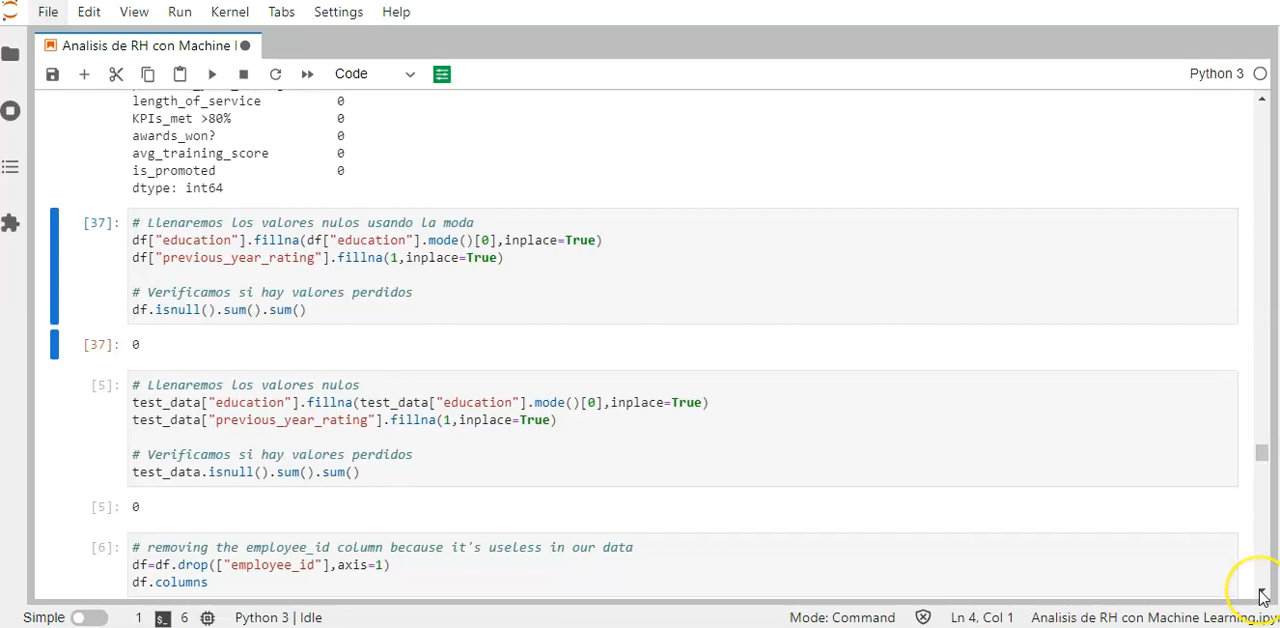 File Edit View Run Kernel Tabs Settings Help
Analisis de RH con Machine
Code
Python 3
length_of_service 0
KPIs_met >80% 0
awards_won? 0
avg_training_score 0
is_promoted 0
dtype: int64
[37]: # Llenaremos los valores nulos usando la moda
df["education"].fillna(df["education"].mode()[0],inplace=True)
df["previous_year_rating"].fillna(1,inplace=True)
# Verificamos si hay valores perdidos
df.isnull().sum().sum()
[37]: 0
[5]: # Llenaremos los valores nulos
test_data["education"].fillna(test_data["education"].mode()[0],inplace=True)
test_data["previous_year_rating"].fillna(1,inplace=True)
# Verificamos si hay valores perdidos
test_data.isnull().sum().sum()
[5]: 0
[6]: # removing the employee_id column because it's useless in our data
df=df.drop(["employee_id"],axis=1)
df.columns
Simple 1 6 Python 3 | Idle Mode: Command Ln 4, Col 1 Analisis de RH con Machine Learning.ipy